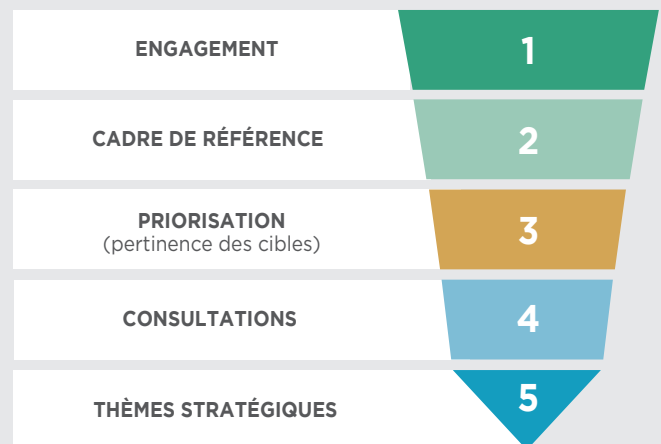 ENGAGEMENT
1
CADRE DE RÉFÉRENCE
2
PRIORISATION
(pertinence des cibles)
3
CONSULTATIONS
4
THÈMES STRATÉGIQUES
5